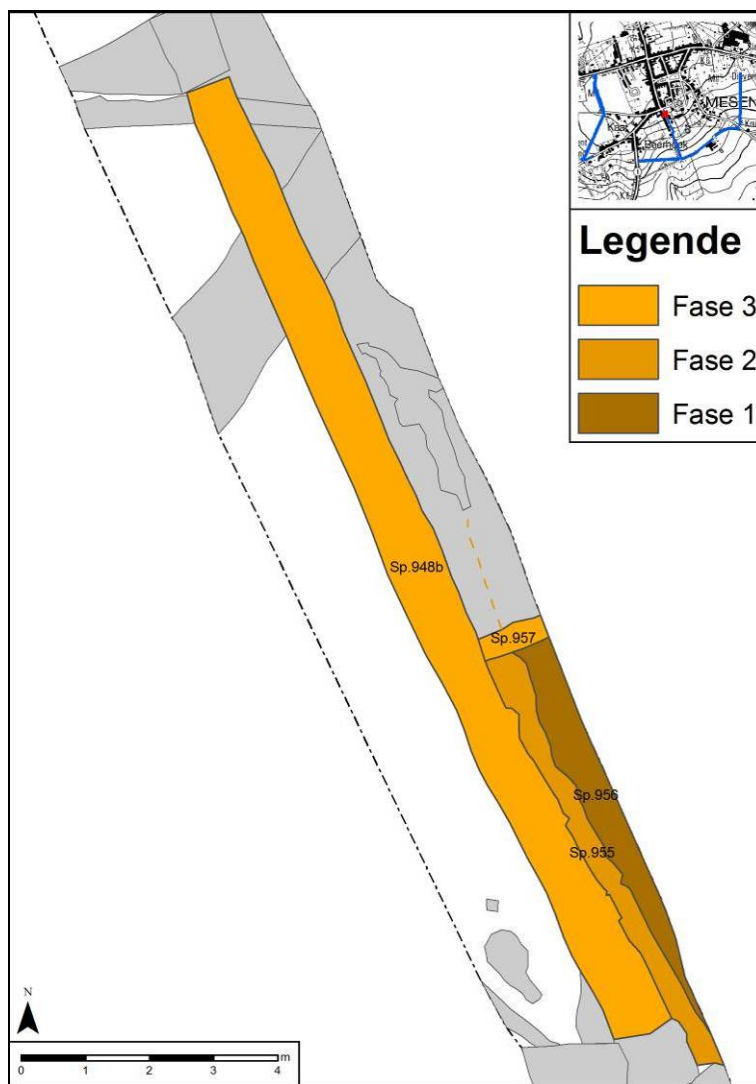 MESEN
Kaat
Legende
Fase 3
Fase 2
Fase 1
Sp.948b
Sp.957
Sp.956
Sp.955
N
m
0 1 2 3 4